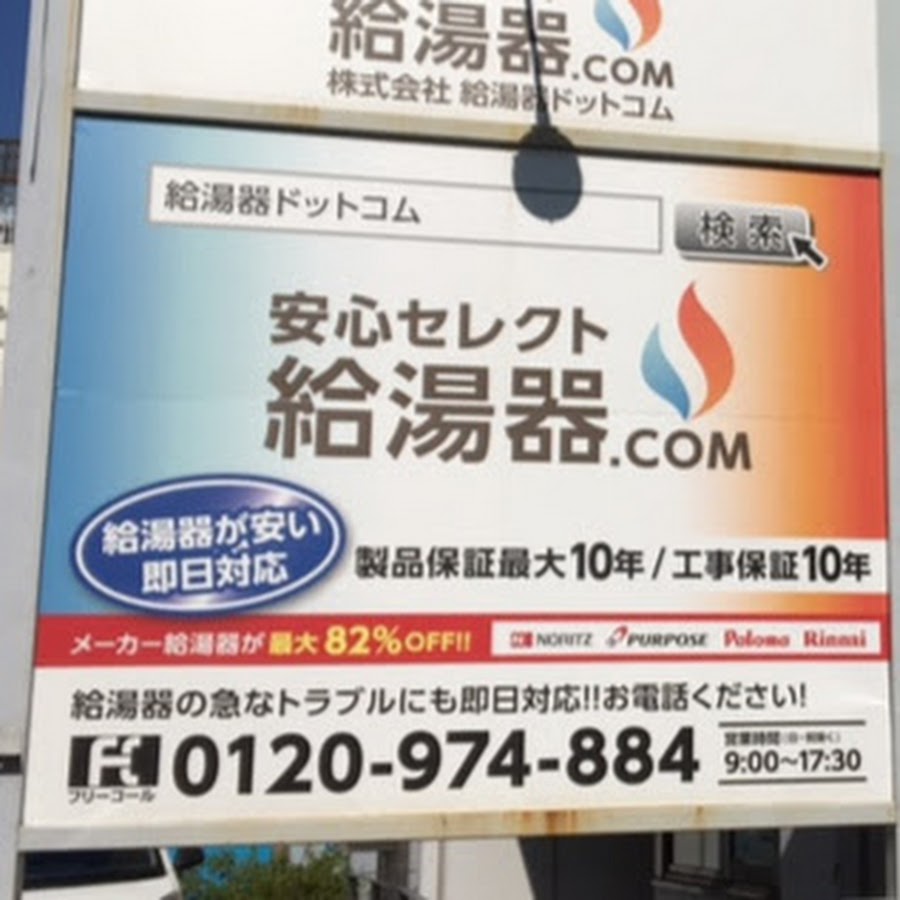 給湯器.COM
株式会社 給湯器ドットコム
給湯器ドットコム
検索
安心セレクト
給湯器.COM
給湯器が安い
即日対応
製品保証最大10年/工事保証10年
メーカー給湯器が 最大 82%OFF!!
NORITZ PURPOSE Paloma Rinnai
給湯器の急なトラブルにも即日対応!!お電話ください!
フリーコール
0120-974-884
営業時間
9:00~17:30